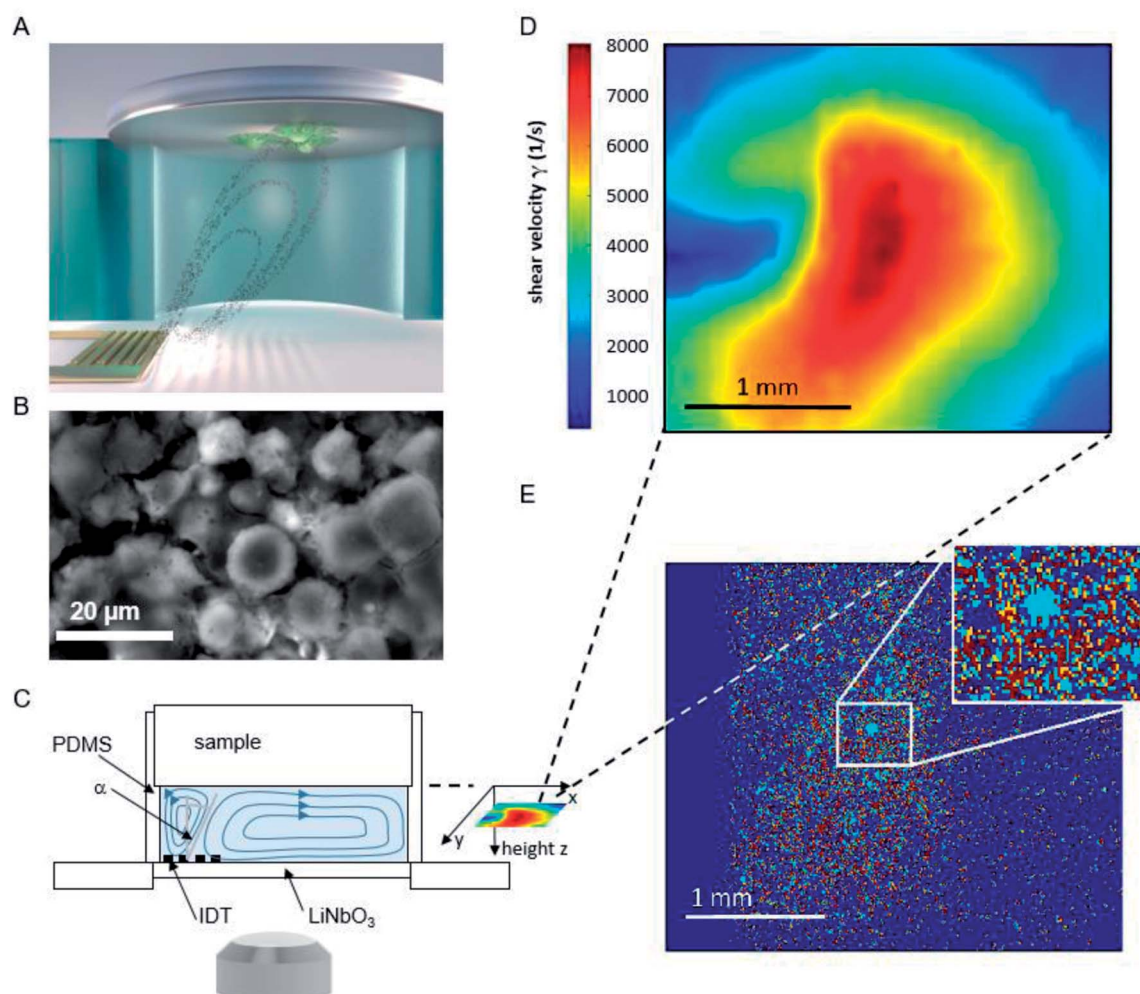 A
B
20 µm
C
PDMS
sample
α
x
y
height z
IDT
LiNbO₃
D
shear velocity γ (1/s)
8000
7000
6000
5000
4000
3000
2000
1000
1 mm
E
1 mm